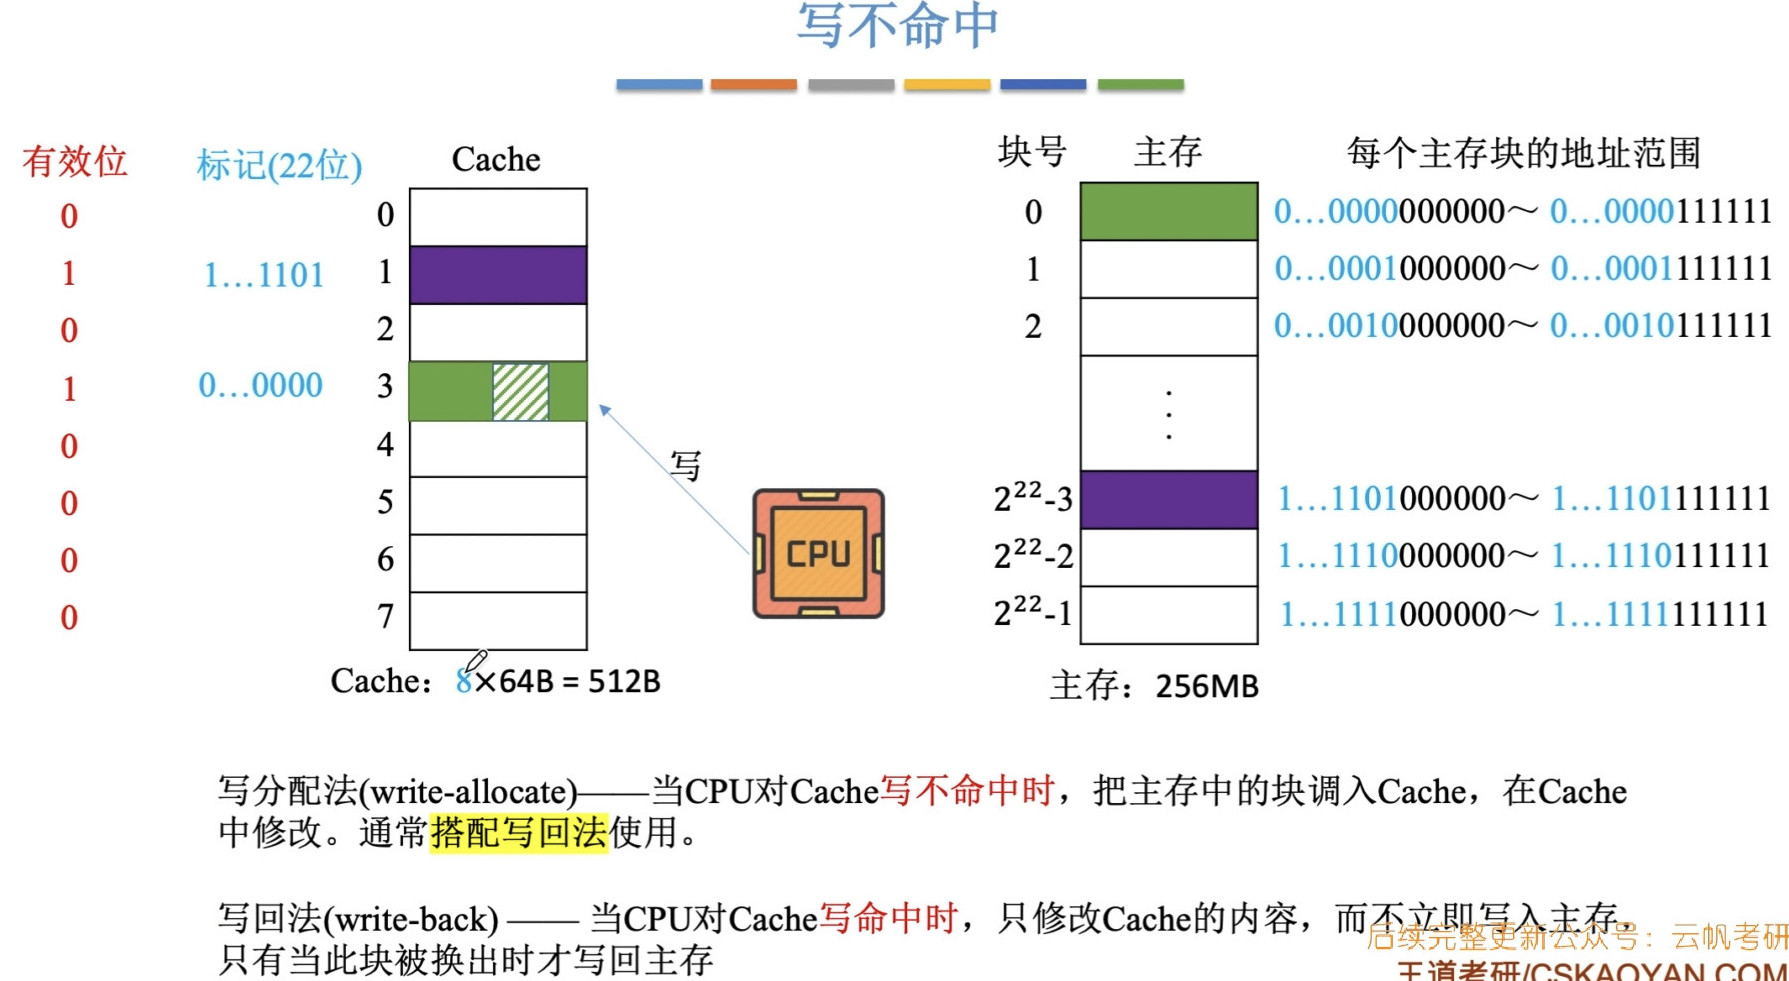 写不命中
有效位 标记(22位) Cache 块号 主存 每个主存块的地址范围
0 0 0 0…0000000000～ 0…0000111111
1 1…1101 1 1 0…0001000000～ 0…0001111111
0 2 2 0…0010000000～ 0…0010111111
1 0…0000 3
0 4
写
0 5 2²²-3 1…1101000000～ 1…1101111111
0 6 CPU 2²²-2 1…1110000000～ 1…1110111111
0 7 2²²-1 1…1111000000～ 1…1111111111
Cache：8×64B = 512B 主存：256MB
写分配法(write-allocate)——当CPU对Cache写不命中时，把主存中的块调入Cache，在Cache
中修改。通常搭配写回法使用。
写回法(write-back) —— 当CPU对Cache写命中时，只修改Cache的内容，而不立即写入主存，
只有当此块被换出时才写回主存
后续完整更新公众号：云帆考研
王道考研/CSKAOYAN.COM